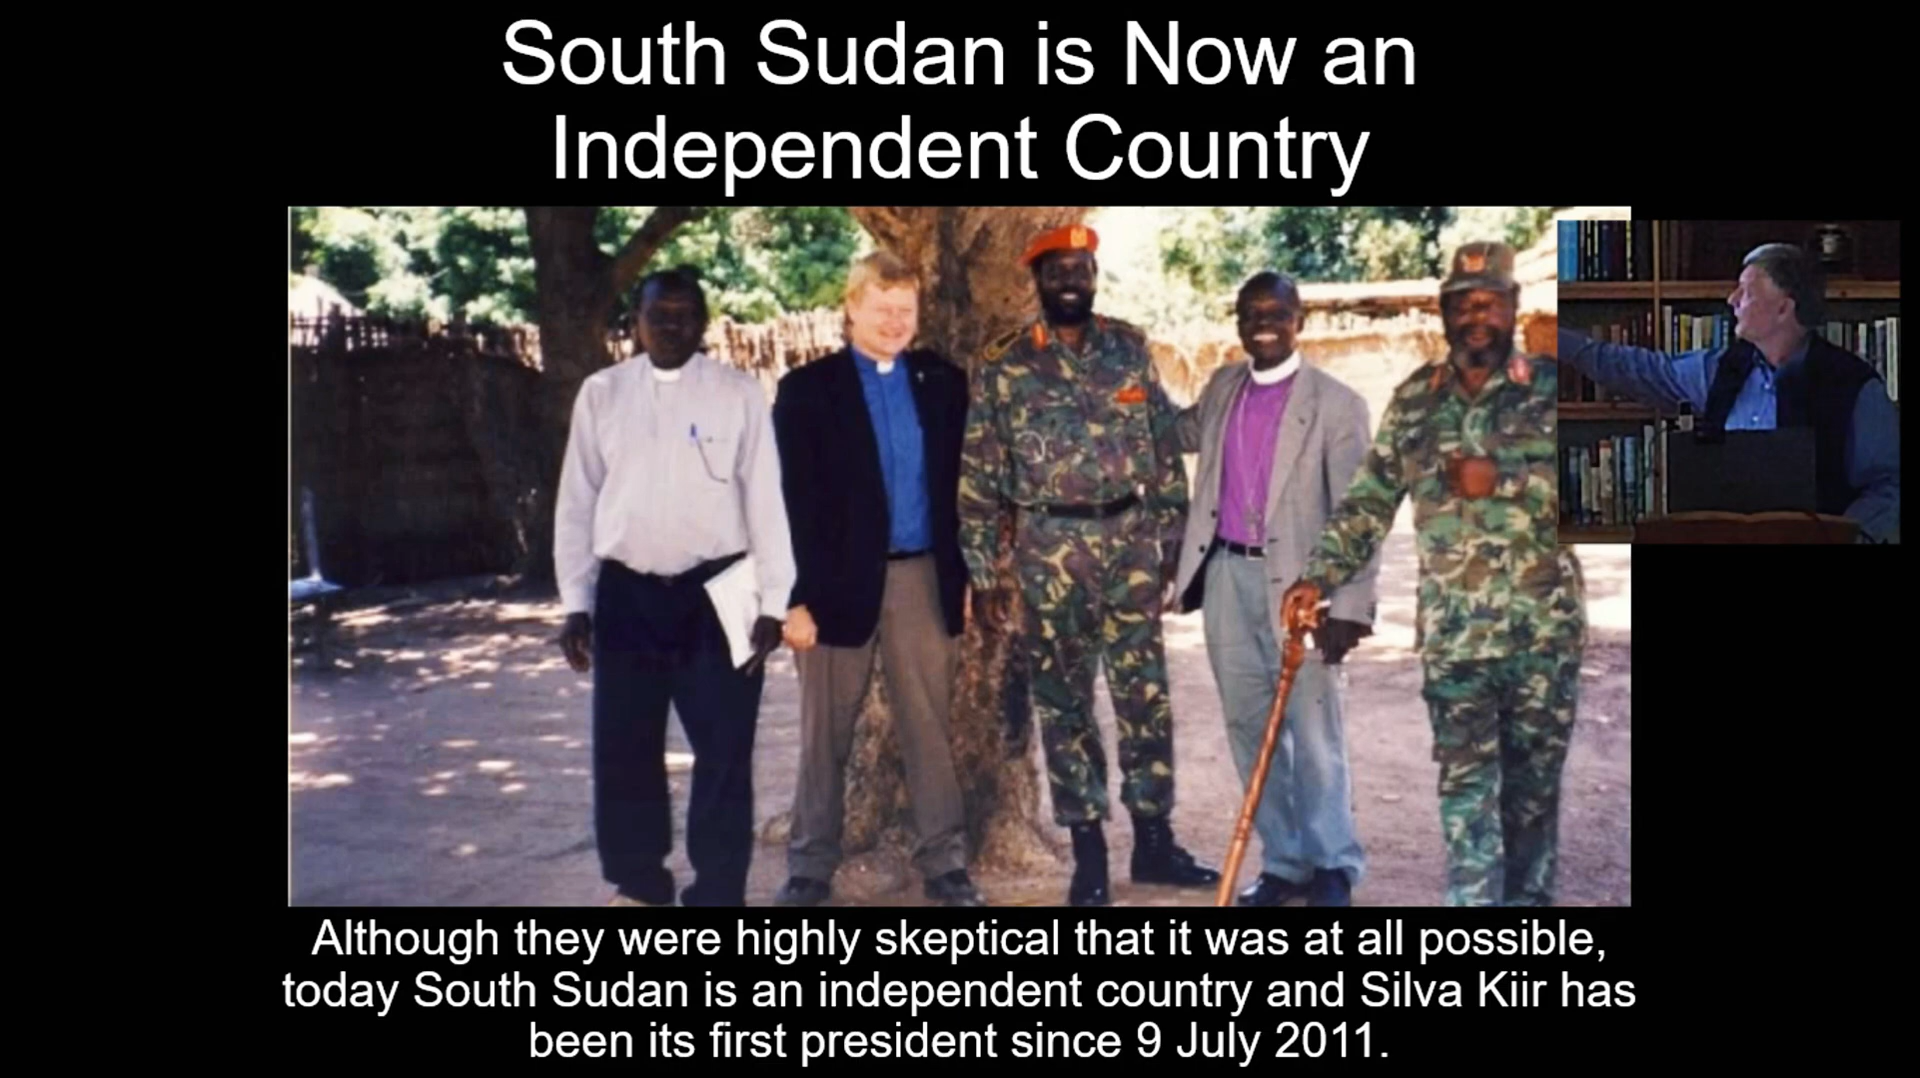 South Sudan is Now an
Independent Country
Although they were highly skeptical that it was at all possible,
today South Sudan is an independent country and Silva Kiir has
been its first president since 9 July 2011.